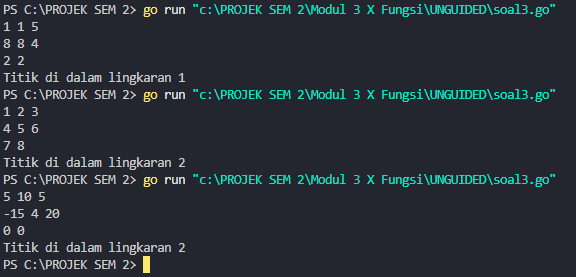 PS C:\PROJEK SEM 2> go run "c:\PROJEK SEM 2\Modul 3 X Fungsi\UNGUIDED\soal3.go"
1 1 5
8 8 4
2 2
Titik di dalam lingkaran 1
PS C:\PROJEK SEM 2> go run "c:\PROJEK SEM 2\Modul 3 X Fungsi\UNGUIDED\soal3.go"
1 2 3
4 5 6
7 8
Titik di dalam lingkaran 2
PS C:\PROJEK SEM 2> go run "c:\PROJEK SEM 2\Modul 3 X Fungsi\UNGUIDED\soal3.go"
5 10 5
-15 4 20
0 0
Titik di dalam lingkaran 2
PS C:\PROJEK SEM 2>